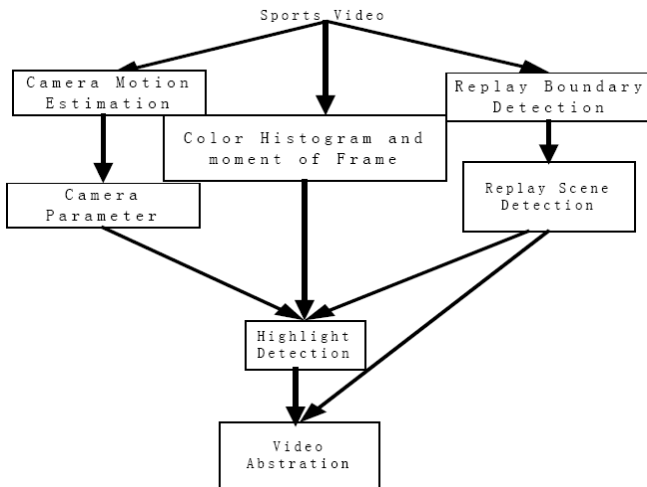 Sports Video
Camera Motion
Estimation
Replay Boundary
Detection
Color Histogram and
moment of Frame
Camera
Parameter
Replay Scene
Detection
Highlight
Detection
Video
Abstration